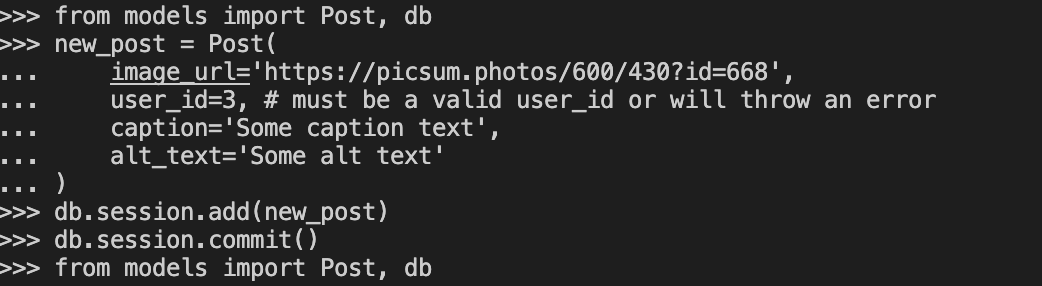 >>> from models import Post, db
>>> new_post = Post(
...     image_url='https://picsum.photos/600/430?id=668',
...     user_id=3, # must be a valid user_id or will throw an error
...     caption='Some caption text',
...     alt_text='Some alt text'
... )
>>> db.session.add(new_post)
>>> db.session.commit()
>>> from models import Post, db